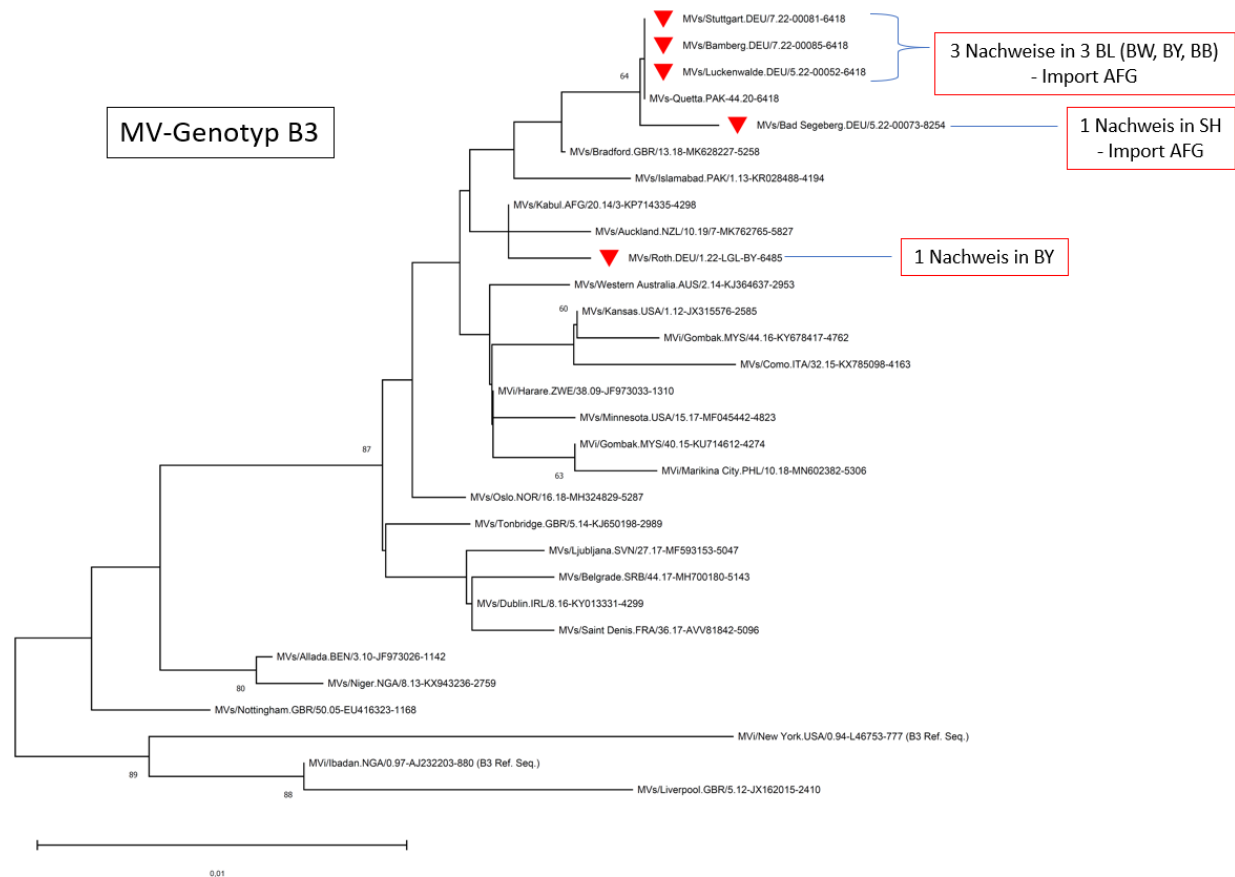 MVs/Stuttgart.DEU/7.22-00081-6418
MVs/Bamberg.DEU/7.22-00085-6418
3 Nachweise in 3 BL (BW, BY, BB)
- Import AFG
MVs/Luckenwalde.DEU/5.22-00052-6418
64
MVs-Quetta.PAK-44.20-6418
MV-Genotyp B3
MVs/Bad Segeberg.DEU/5.22-00073-8254
1 Nachweis in SH
- Import AFG
MVs/Bradford.GBR/13.18-MK628227-5258
MVs/Islamabad.PAK/1.13-KR028488-4194
MVs/Kabul.AFG/20.14/3-KP714335-4298
MVs/Auckland.NZL/10.19/7-MK762765-5827
MVs/Roth.DEU/1.22-LGL-BY-6485
1 Nachweis in BY
MVs/Western Australia.AUS/2.14-KJ364637-2953
60
MVs/Kansas.USA/1.12-JX315576-2585
MVi/Gombak.MYS/44.16-KY678417-4762
MVs/Como.ITA/32.15-KX785098-4163
MVi/Harare.ZWE/38.09-JF973033-1310
MVs/Minnesota.USA/15.17-MF045442-4823
MVi/Gombak.MYS/40.15-KU714612-4274
87
MVi/Marikina City.PHL/10.18-MN602382-5306
63
MVs/Oslo.NOR/16.18-MH324829-5287
MVs/Tonbridge.GBR/5.14-KJ650198-2989
MVs/Ljubljana.SVN/27.17-MF593153-5047
MVs/Belgrade.SRB/44.17-MH700180-5143
MVs/Dublin.IRL/8.16-KY013331-4299
MVs/Saint Denis.FRA/36.17-AVV81842-5096
MVs/Allada.BEN/3.10-JF973026-1142
MVs/Niger.NGA/8.13-KX943236-2759
80
MVs/Nottingham.GBR/50.05-EU416323-1168
MVi/New York.USA/0.94-L46753-777 (B3 Ref. Seq.)
MVi/Ibadan.NGA/0.97-AJ232203-880 (B3 Ref. Seq.)
89
MVs/Liverpool.GBR/5.12-JX162015-2410
88
0,01